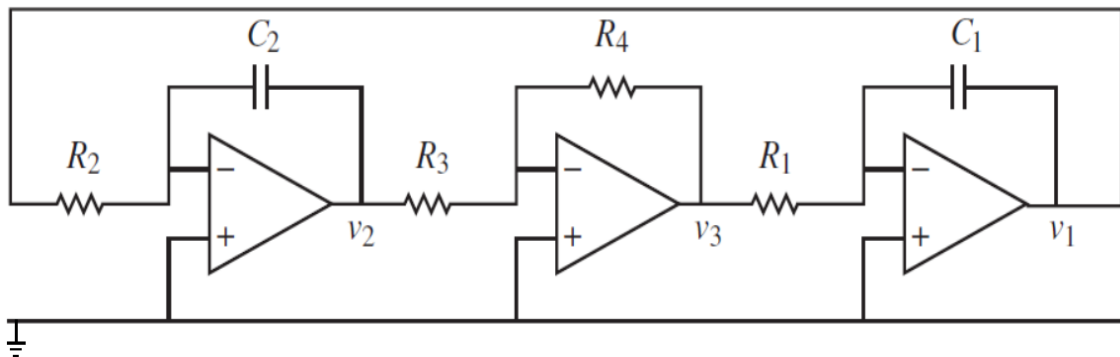 C2 R4 C1
R2 R3 R1
− − −
+ + +
v2 v3 v1